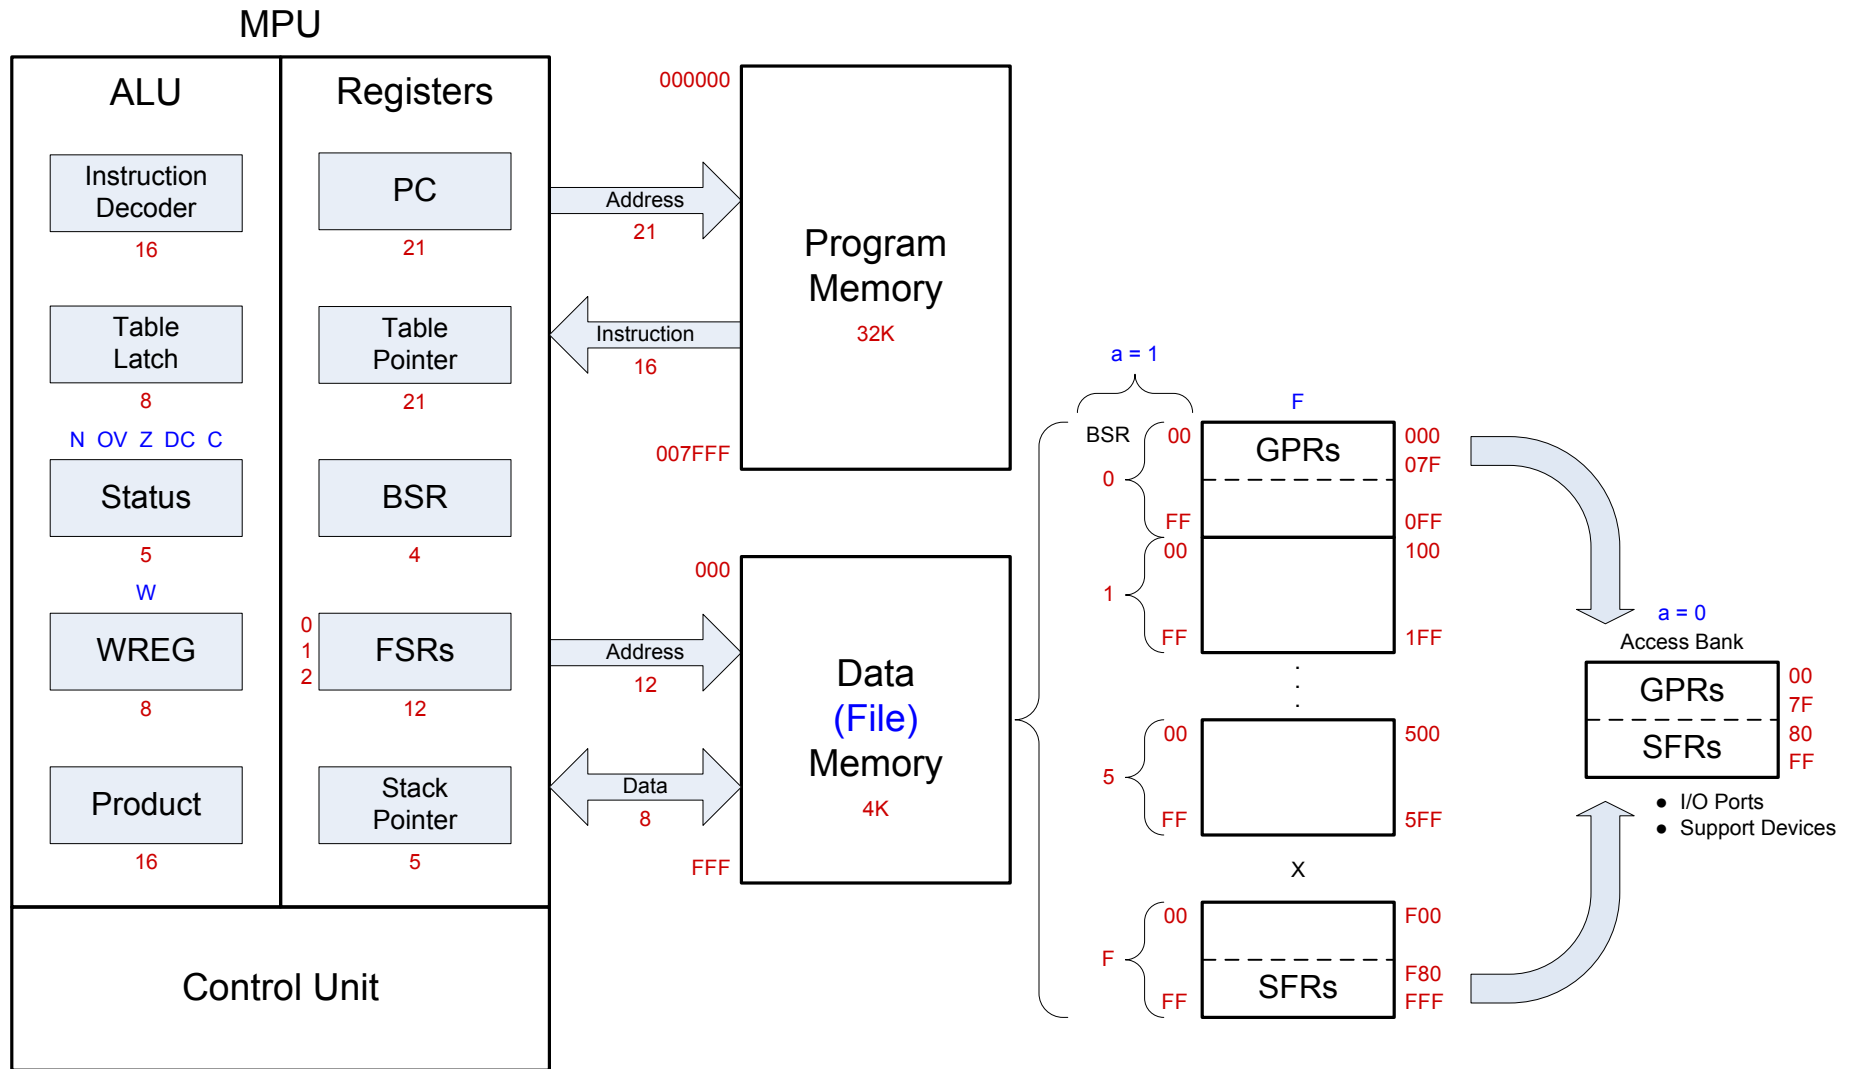 MPU
ALU
Instruction
Decoder
16
Table
Latch
8
N OV Z DC C
Status
5
W
WREG
8
Product
16
Registers
PC
21
Table
Pointer
21
BSR
4
0
1
2
FSRs
12
Stack
Pointer
5
Control Unit
Address
21
Instruction
16
Address
12
Data
8
000000
Program
Memory
32K
007FFF
000
Data
(File)
Memory
4K
FFF
a = 1
BSR
F
0
00
FF
GPRs
000
07F
0FF
1
00
FF
100
1FF
.
.
.
5
00
FF
500
5FF
X
F
00
FF
SFRs
F00
F80
FFF
a = 0
Access Bank
GPRs
00
7F
SFRs
80
FF
● I/O Ports
● Support Devices